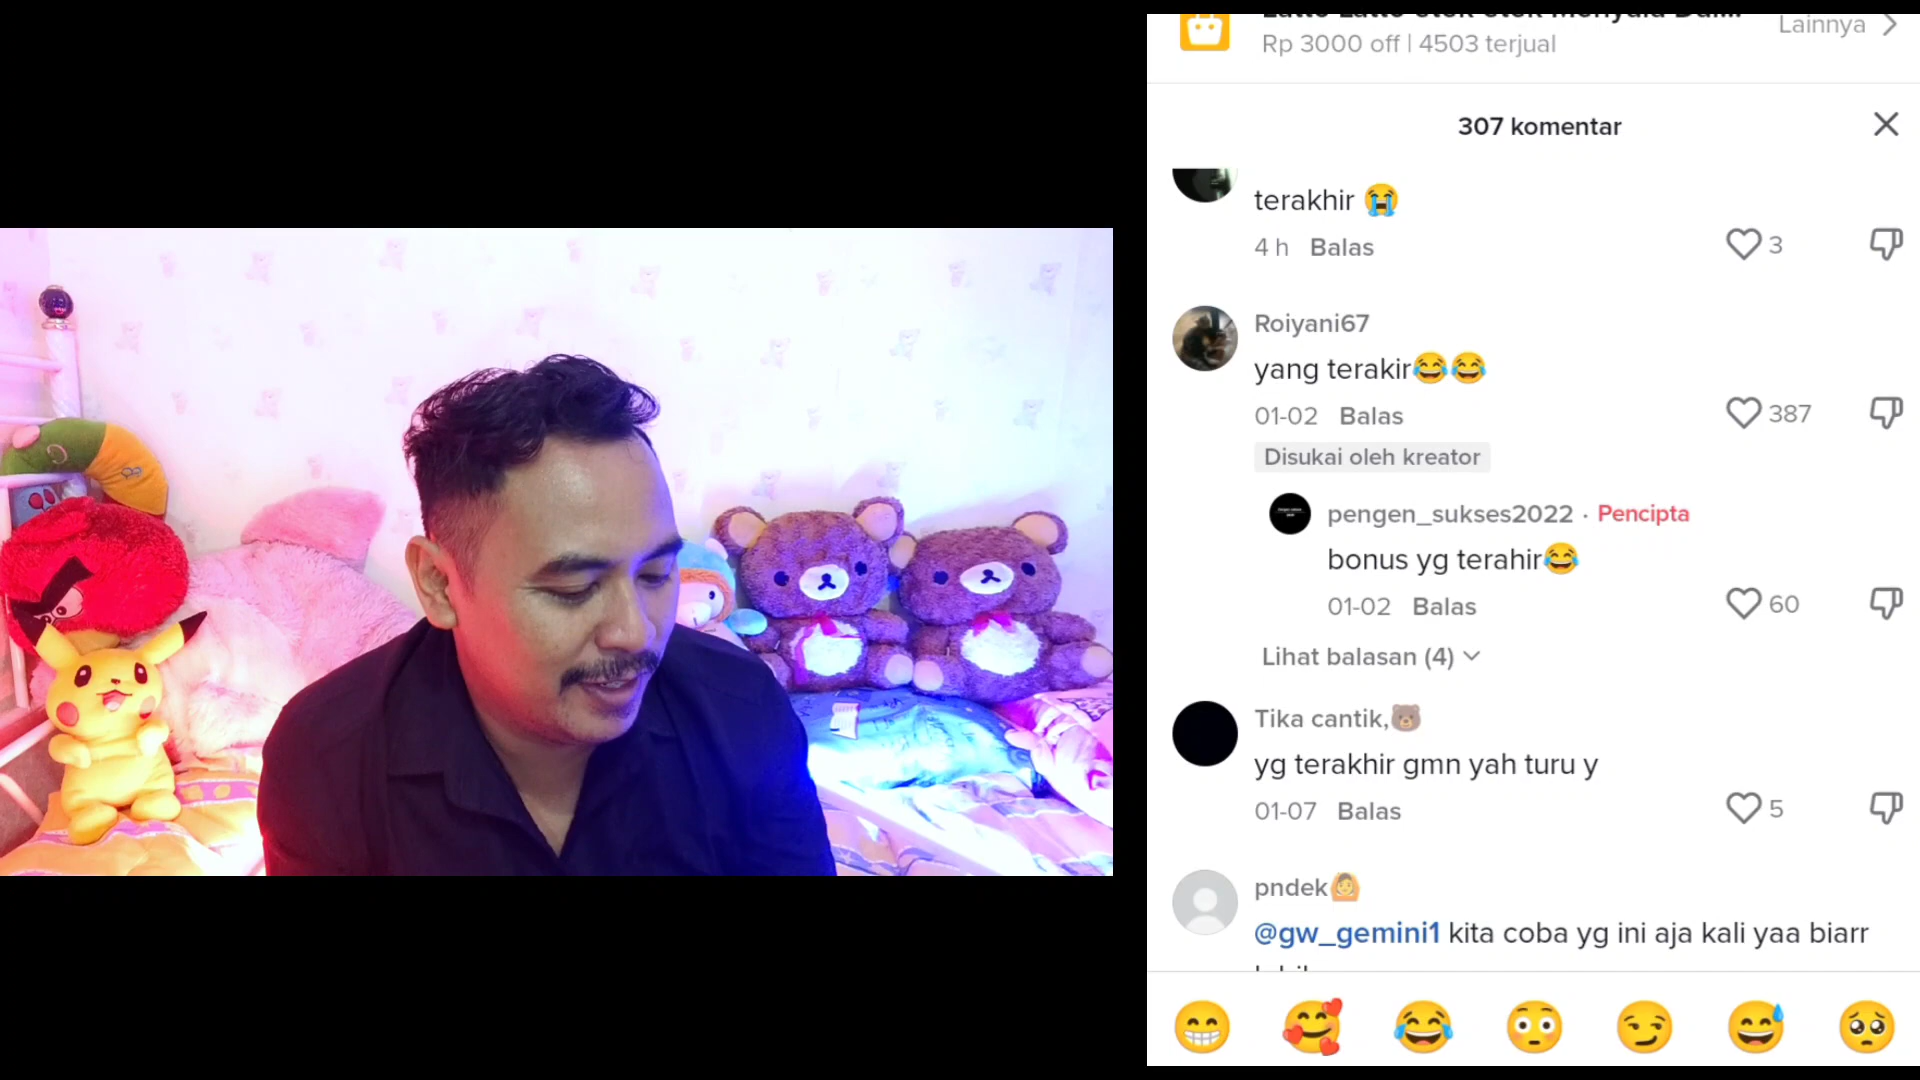 Rp 3000 off | 4503 terjual
Lainnya
307 komentar
terakhir 😭
4 h Balas
3
Roiyani67
yang terakir😂😂
01-02 Balas
387
Disukai oleh kreator
pengen_sukses2022 · Pencipta
bonus yg terahir😂
01-02 Balas
60
Lihat balasan (4)
Tika cantik,🐻
yg terakhir gmn yah turu y
01-07 Balas
5
pndek🙆
@gw_gemini1 kita coba yg ini aja kali yaa biarr